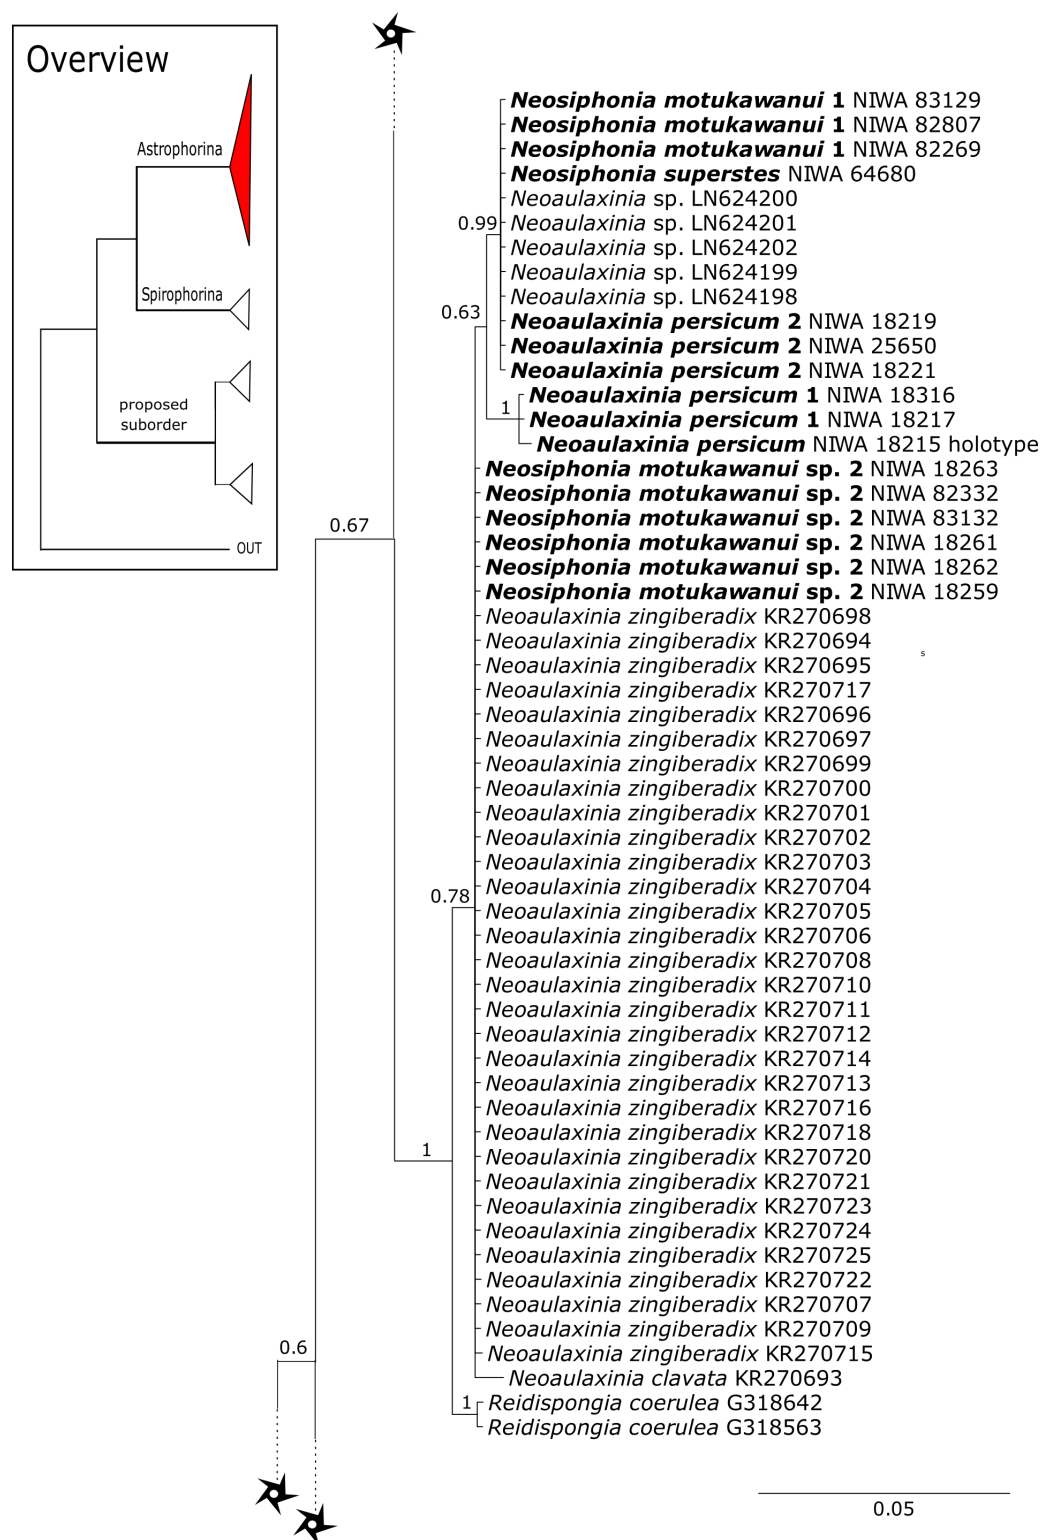 Overview
Astrophorina
Spirophorina
proposed
suborder
OUT
Neosiphonia motukawanui 1 NIWA 83129
Neosiphonia motukawanui 1 NIWA 82807
Neosiphonia motukawanui 1 NIWA 82269
Neosiphonia superstes NIWA 64680
Neoaulaxinia sp. LN624200
0.99
Neoaulaxinia sp. LN624201
Neoaulaxinia sp. LN624202
Neoaulaxinia sp. LN624199
Neoaulaxinia sp. LN624198
0.63
Neoaulaxinia persicum 2 NIWA 18219
Neoaulaxinia persicum 2 NIWA 25650
Neoaulaxinia persicum 2 NIWA 18221
Neoaulaxinia persicum 1 NIWA 18316
1
Neoaulaxinia persicum 1 NIWA 18217
Neoaulaxinia persicum NIWA 18215 holotype
Neosiphonia motukawanui sp. 2 NIWA 18263
Neosiphonia motukawanui sp. 2 NIWA 82332
Neosiphonia motukawanui sp. 2 NIWA 83132
0.67
Neosiphonia motukawanui sp. 2 NIWA 18261
Neosiphonia motukawanui sp. 2 NIWA 18262
Neosiphonia motukawanui sp. 2 NIWA 18259
Neoaulaxinia zingiberadix KR270698
Neoaulaxinia zingiberadix KR270694
s
Neoaulaxinia zingiberadix KR270695
Neoaulaxinia zingiberadix KR270717
Neoaulaxinia zingiberadix KR270696
Neoaulaxinia zingiberadix KR270697
Neoaulaxinia zingiberadix KR270699
Neoaulaxinia zingiberadix KR270700
Neoaulaxinia zingiberadix KR270701
Neoaulaxinia zingiberadix KR270702
Neoaulaxinia zingiberadix KR270703
Neoaulaxinia zingiberadix KR270704
0.78
Neoaulaxinia zingiberadix KR270705
Neoaulaxinia zingiberadix KR270706
Neoaulaxinia zingiberadix KR270708
Neoaulaxinia zingiberadix KR270710
Neoaulaxinia zingiberadix KR270711
Neoaulaxinia zingiberadix KR270712
Neoaulaxinia zingiberadix KR270714
Neoaulaxinia zingiberadix KR270713
Neoaulaxinia zingiberadix KR270716
Neoaulaxinia zingiberadix KR270718
1
Neoaulaxinia zingiberadix KR270720
Neoaulaxinia zingiberadix KR270721
Neoaulaxinia zingiberadix KR270723
Neoaulaxinia zingiberadix KR270724
Neoaulaxinia zingiberadix KR270725
Neoaulaxinia zingiberadix KR270722
Neoaulaxinia zingiberadix KR270707
Neoaulaxinia zingiberadix KR270709
0.6
Neoaulaxinia zingiberadix KR270715
Neoaulaxinia clavata KR270693
1
Reidispongia coerulea G318642
Reidispongia coerulea G318563
0.05